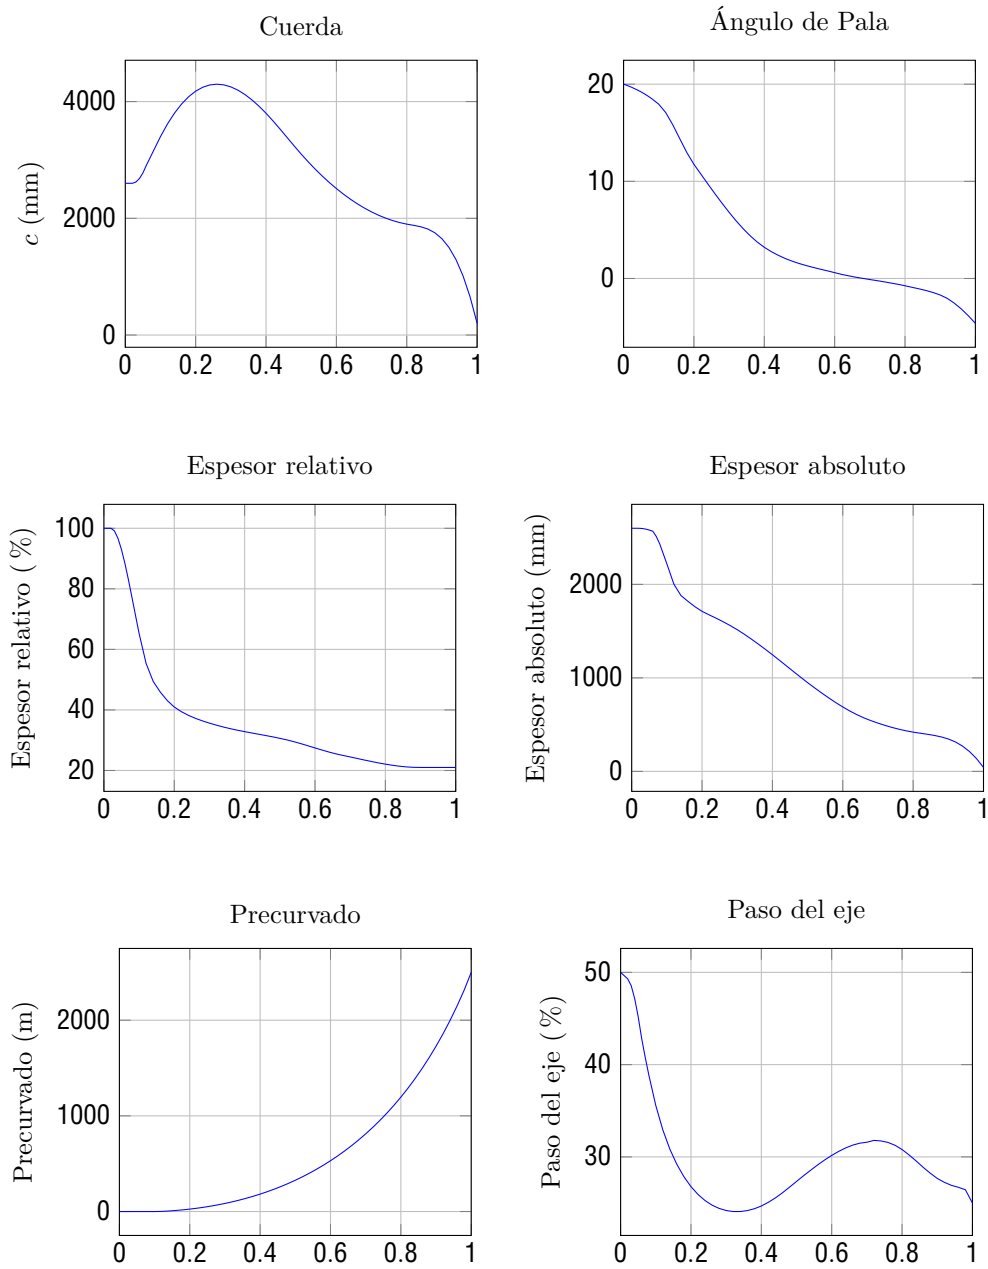 Cuerda
c (mm)
4000
2000
0
0 0.2 0.4 0.6 0.8 1
Ángulo de Pala
20
10
0
0 0.2 0.4 0.6 0.8 1
Espesor relativo
Espesor relativo ( %)
100
80
60
40
20
0 0.2 0.4 0.6 0.8 1
Espesor absoluto
Espesor absoluto (mm)
2000
1000
0
0 0.2 0.4 0.6 0.8 1
Precurvado
Precurvado (m)
2000
1000
0
0 0.2 0.4 0.6 0.8 1
Paso del eje
Paso del eje ( %)
50
40
30
0 0.2 0.4 0.6 0.8 1